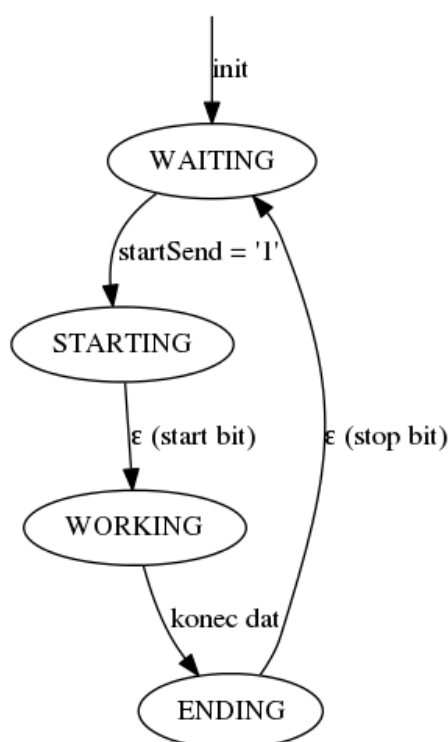 init
WAITING
startSend = '1'
STARTING
ε (start bit)
ε (stop bit)
WORKING
konec dat
ENDING